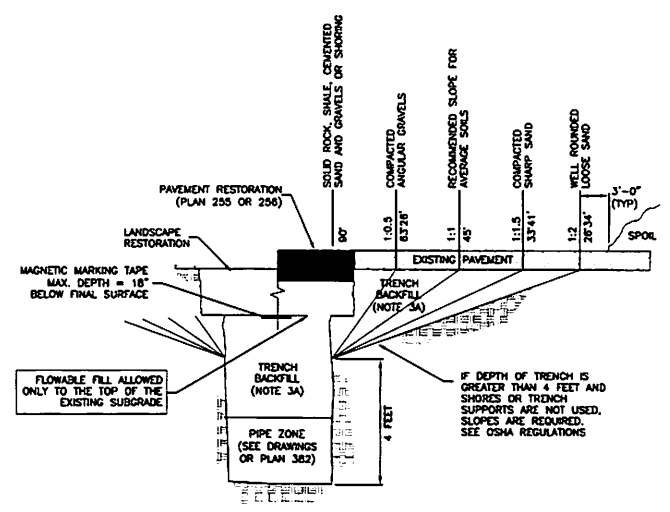 SOLID ROCK, SHALE, CEMENTED
SAND AND GRAVELS OR SHORING
90°
COMPACTED
ANGULAR GRAVELS
1:0.5
63°26'
RECOMMENDED SLOPE FOR
AVERAGE SOILS
1:1
45°
COMPACTED
SHARP SAND
1:1.5
33°41'
WELL ROUNDED
LOOSE SAND
1:2
26°34'
3'-0"
(TYP)
SPOIL
PAVEMENT RESTORATION
(PLAN 255 OR 256)
LANDSCAPE
RESTORATION
EXISTING PAVEMENT
MAGNETIC MARKING TAPE
MAX. DEPTH = 18"
BELOW FINAL SURFACE
TRENCH
BACKFILL
(NOTE 3A)
FLOWABLE FILL ALLOWED
ONLY TO THE TOP OF THE
EXISTING SUBGRADE
TRENCH
BACKFILL
(NOTE 3A)
PIPE ZONE
(SEE DRAWINGS
OR PLAN 382)
4 FEET
IF DEPTH OF TRENCH IS
GREATER THAN 4 FEET AND
SHORES OR TRENCH
SUPPORTS ARE NOT USED,
SLOPES ARE REQUIRED.
SEE OSHA REGULATIONS